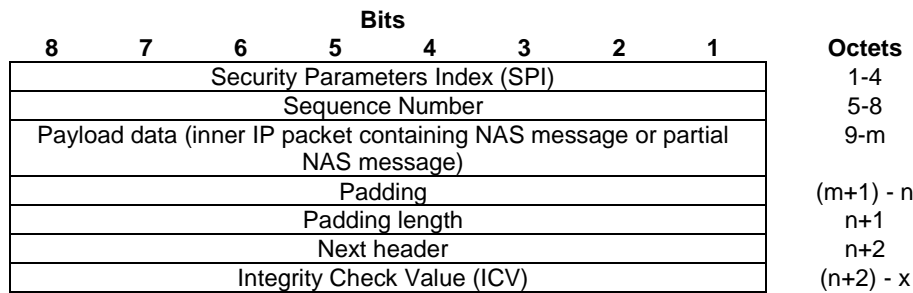 Bits
8 7 6 5 4 3 2 1 Octets
Security Parameters Index (SPI) 1-4
Sequence Number 5-8
Payload data (inner IP packet containing NAS message or partial 9-m
NAS message)
Padding (m+1) - n
Padding length n+1
Next header n+2
Integrity Check Value (ICV) (n+2) - x